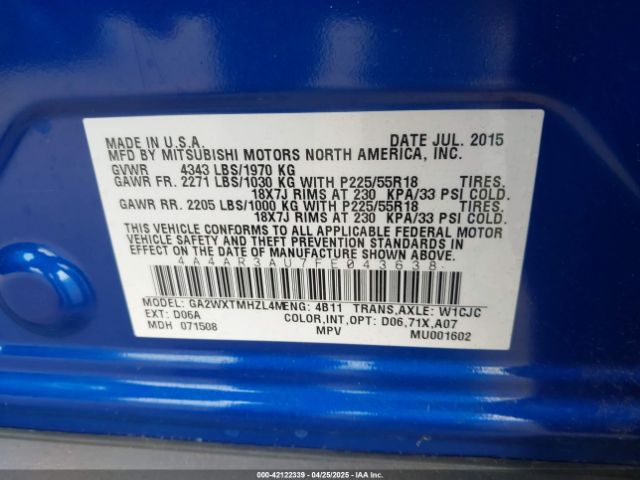 MADE IN U.S.A. DATE JUL. 2015
MFD BY MITSUBISHI MOTORS NORTH AMERICA, INC.
GVWR 4343 LBS/1970 KG
GAWR FR. 2271 LBS/1030 KG WITH P225/55R18 TIRES.
18X7J RIMS AT 230 KPA/33 PSI COLD.
GAWR RR. 2205 LBS/1000 KG WITH P225/55R18 TIRES.
18X7J RIMS AT 230 KPA/33 PSI COLD.
THIS VEHICLE CONFORMS TO ALL APPLICABLE FEDERAL MOTOR
VEHICLE SAFETY AND THEFT PREVENTION STANDARDS IN
EFFECT ON THE DATE OF MANUFACTURE SHOWN ABOVE.
4A4AR3AU7FE043638
MODEL: GA2WXTMHZL4M ENG: 4B11 TRANS,AXLE: W1CJC
EXT: D06A COLOR,INT,OPT: D06,71X,A07
MDH 071508 MPV MU001602
000-42122339 - 04/25/2025 - IAAI.COM